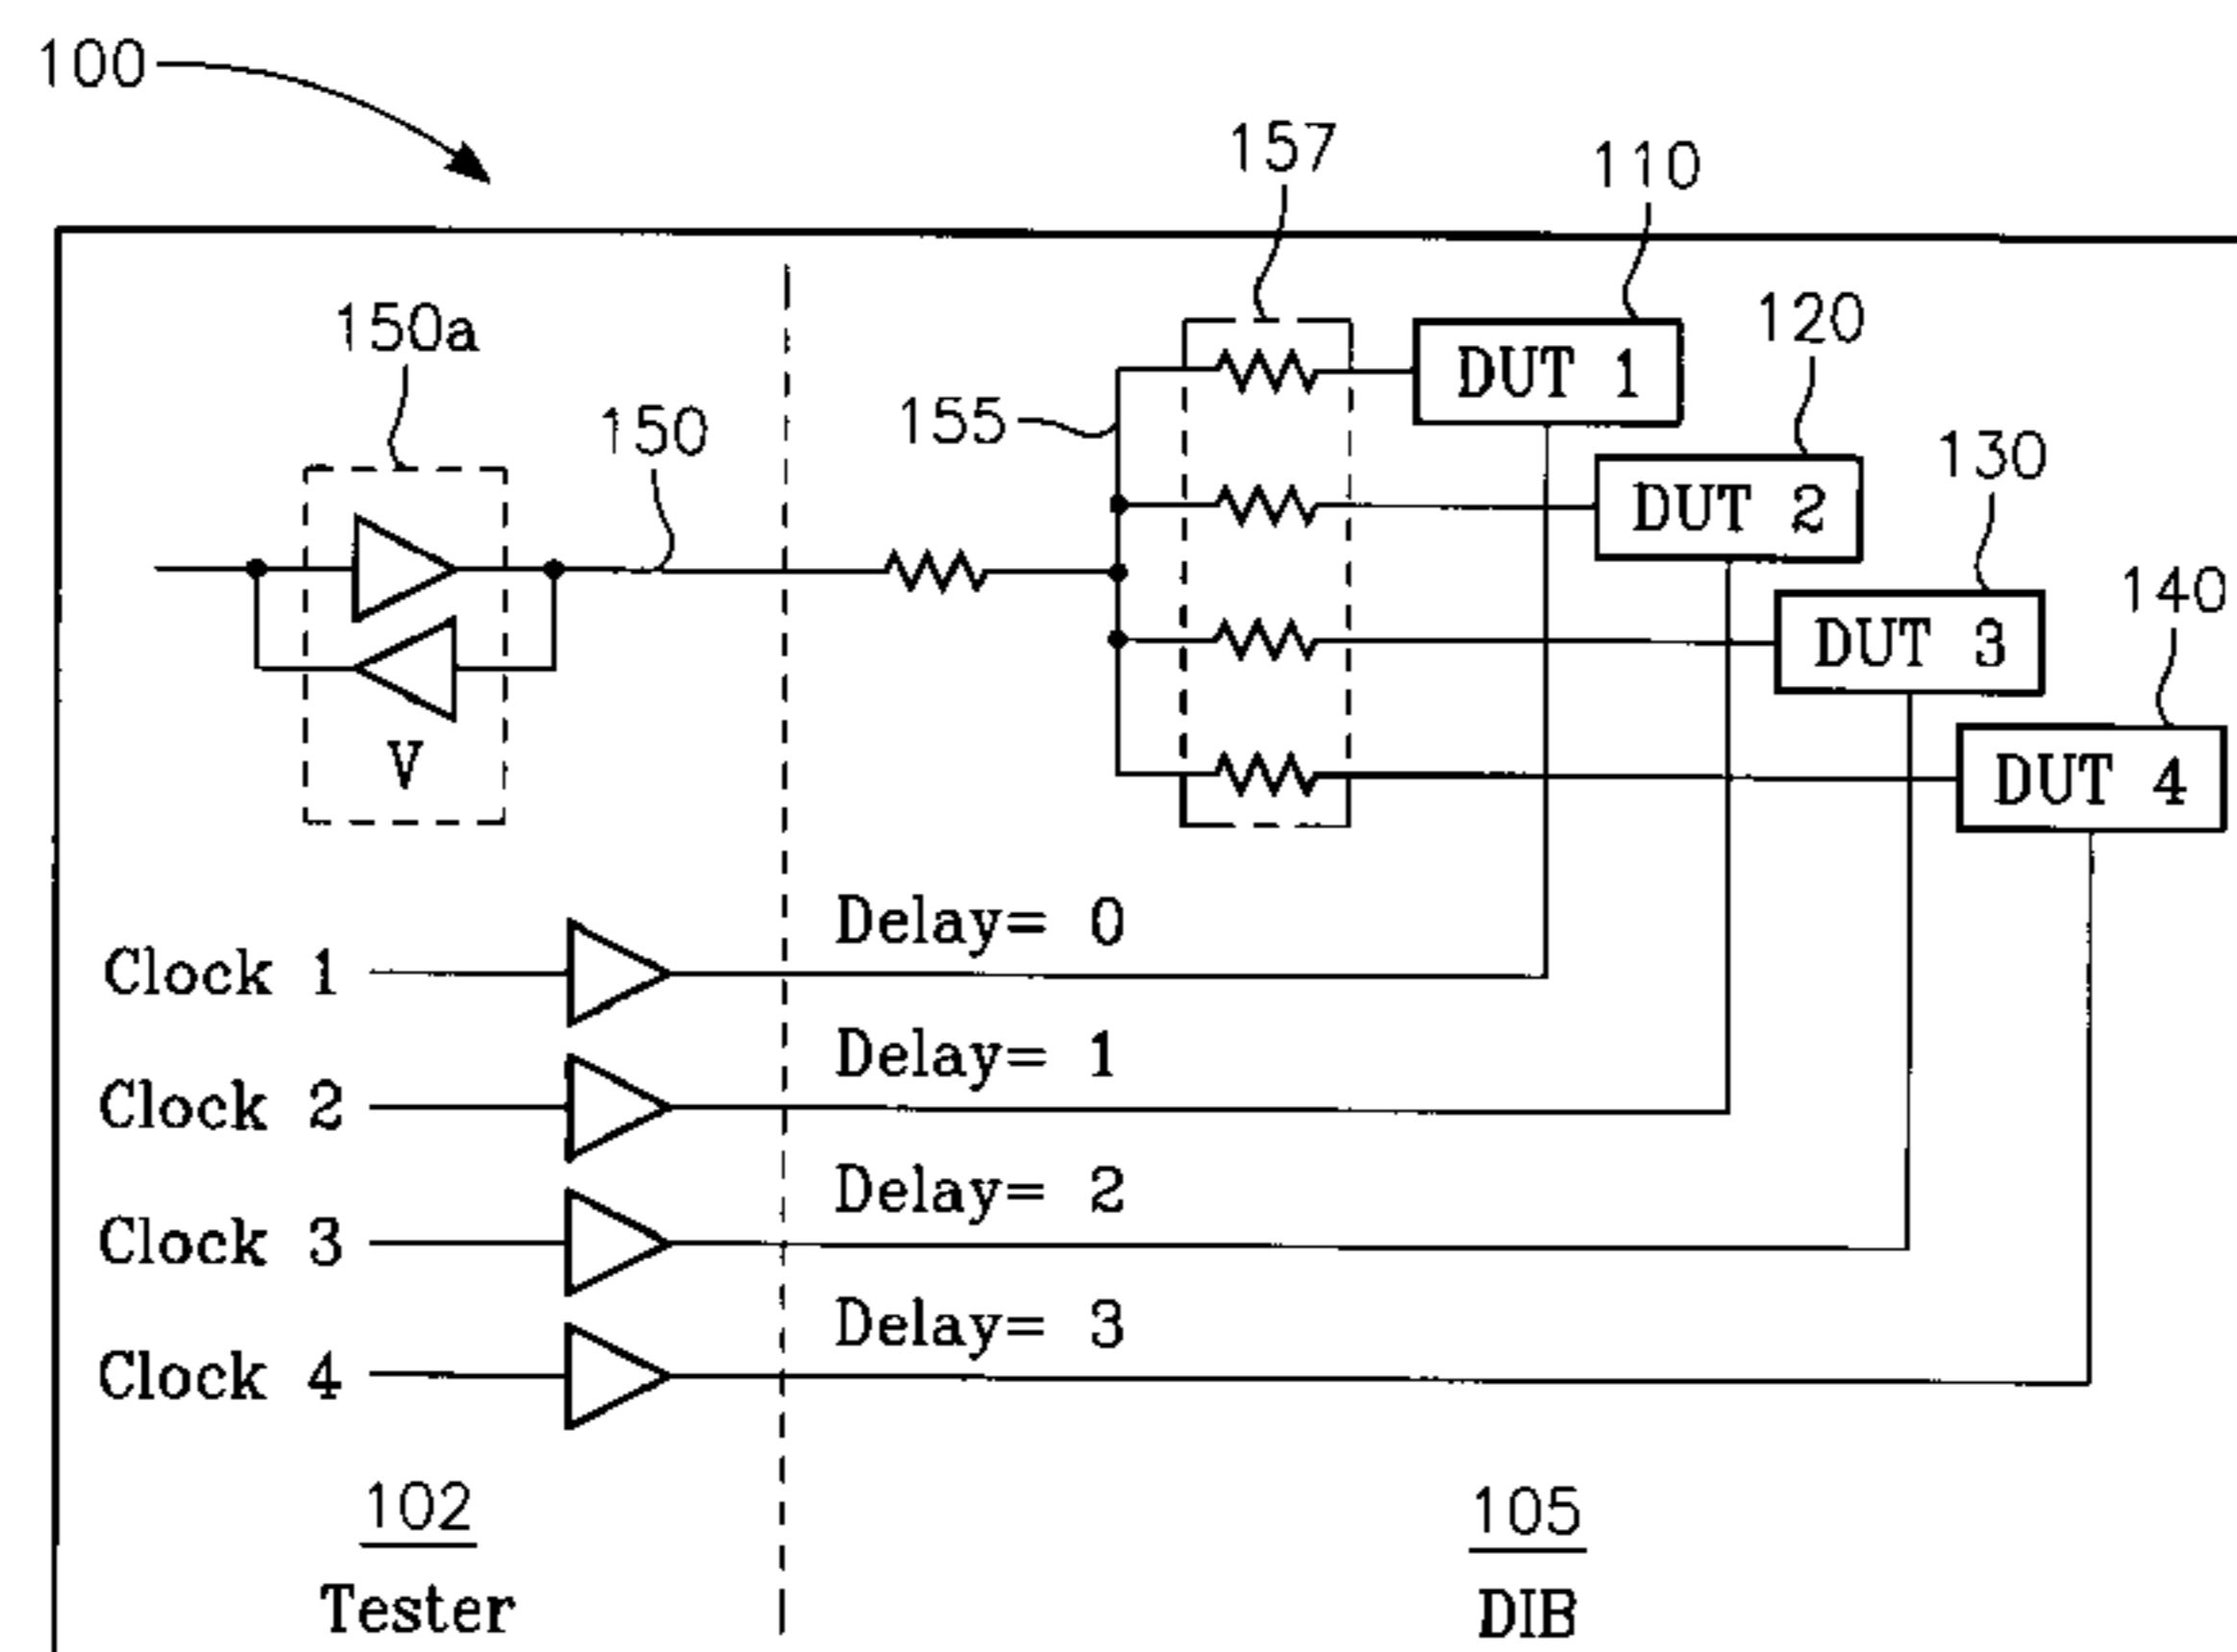 100
157
110
150a
120
150
155
DUT 1
130
DUT 2
140
DUT 3
V
DUT 4
Delay= 0
Clock 1
Delay= 1
Clock 2
Delay= 2
Clock 3
Delay= 3
Clock 4
102
105
Tester
DIB